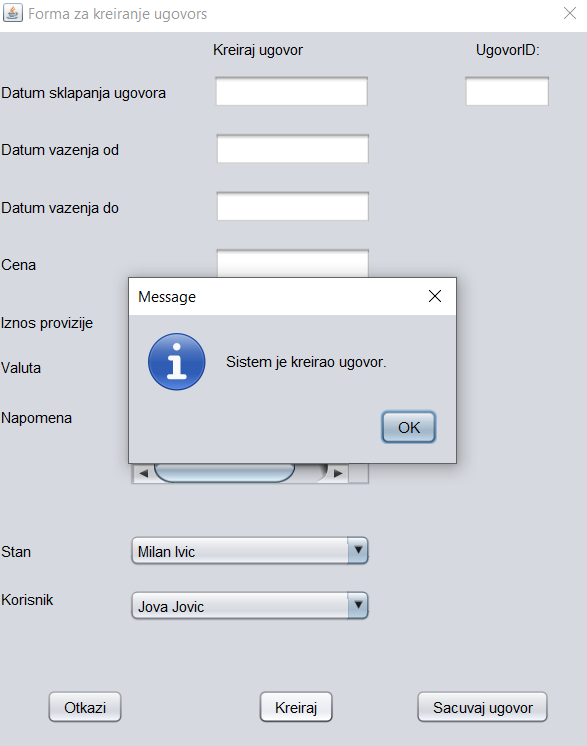 Forma za kreiranje ugovors
Kreiraj ugovor
UgovorID:
Datum sklapanja ugovora
Datum vazenja od
Datum vazenja do
Cena
Message
Iznos provizije
Sistem je kreirao ugovor.
Valuta
Napomena
OK
Stan
Milan Ivic
Korisnik
Jova Jovic
Otkazi
Kreiraj
Sacuvaj ugovor